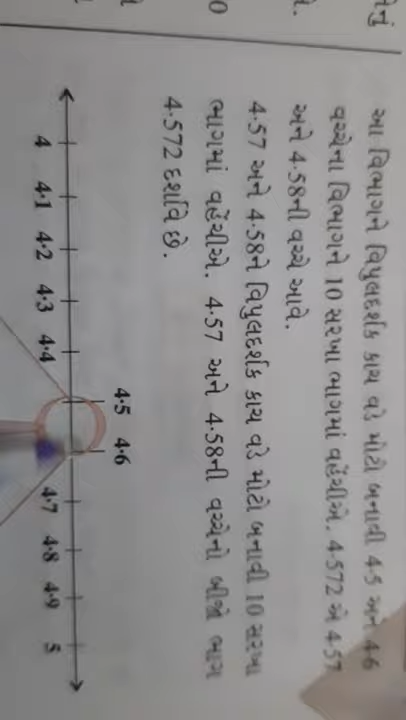 નું
.
0
આ વિભાગને વિપુલદર્શક કાચ વડે મોટો બનાવી 4·5 અને 4·6
વચ્ચેના વિભાગને 10 સરખા ભાગમાં વહેંચીએ. 4.572 એ 4·57
અને 4.58ની વચ્ચે આવે.
4.57 અને 4.58ને વિપુલદર્શક કાચ વડે મોટો બનાવી 10 સરખા
ભાગમાં વહેંચીએ. 4.57 અને 4.58ની વચ્ચેનો બીજો ભાગ
4.572 દર્શાવે છે.
4·5 4·6
4 4·1 4·2 4·3 4·4 4·7 4·8 4·9 5